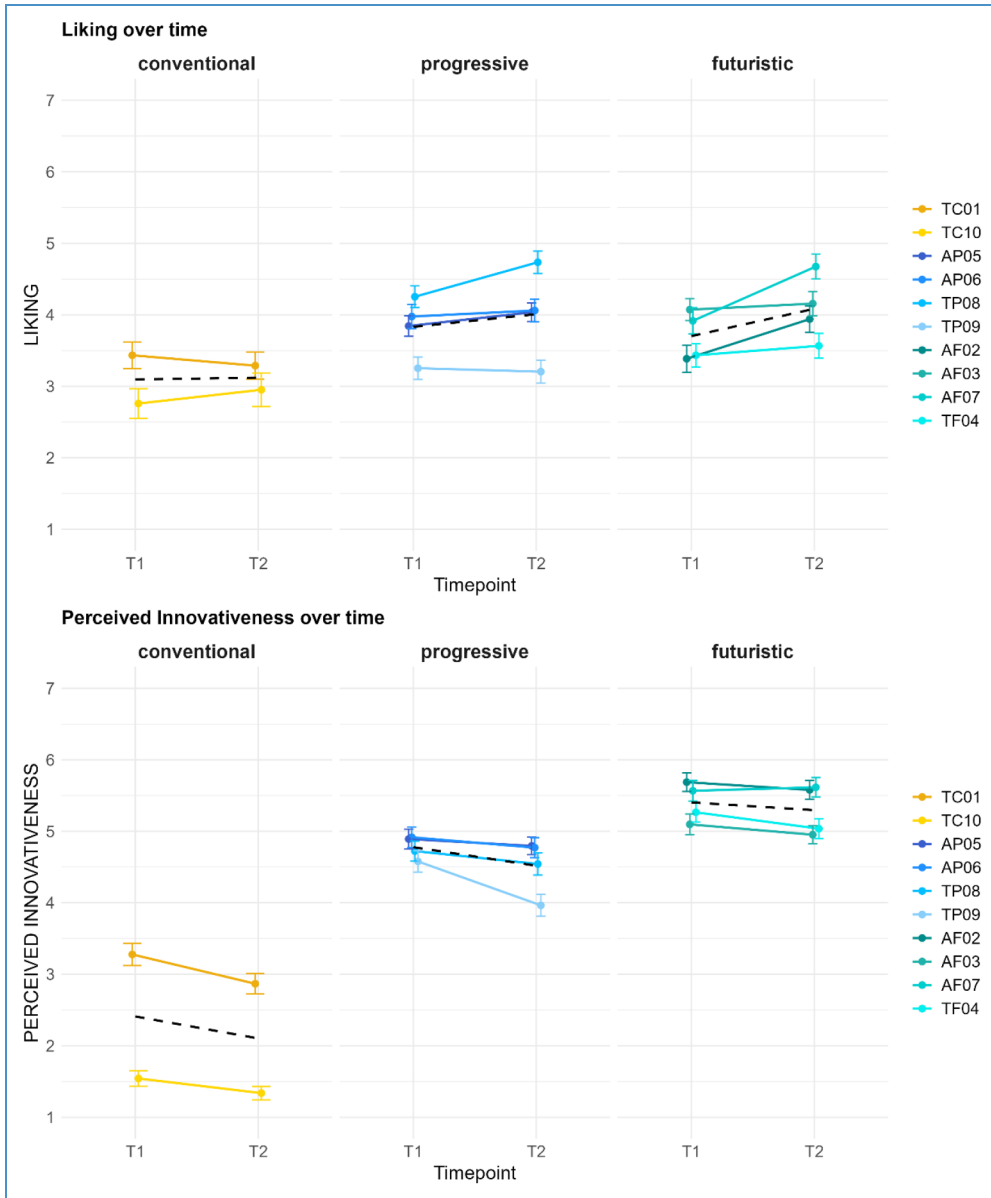 Liking over time
conventional progressive futuristic
7
6
5
4
3
2
1
LIKING
T1 T2 T1 T2 T1 T2
Timepoint
TC01
TC10
AP05
AP06
TP08
TP09
AF02
AF03
AF07
TF04
Perceived Innovativeness over time
conventional progressive futuristic
7
6
5
4
3
2
1
PERCEIVED INNOVATIVENESS
T1 T2 T1 T2 T1 T2
Timepoint
TC01
TC10
AP05
AP06
TP08
TP09
AF02
AF03
AF07
TF04